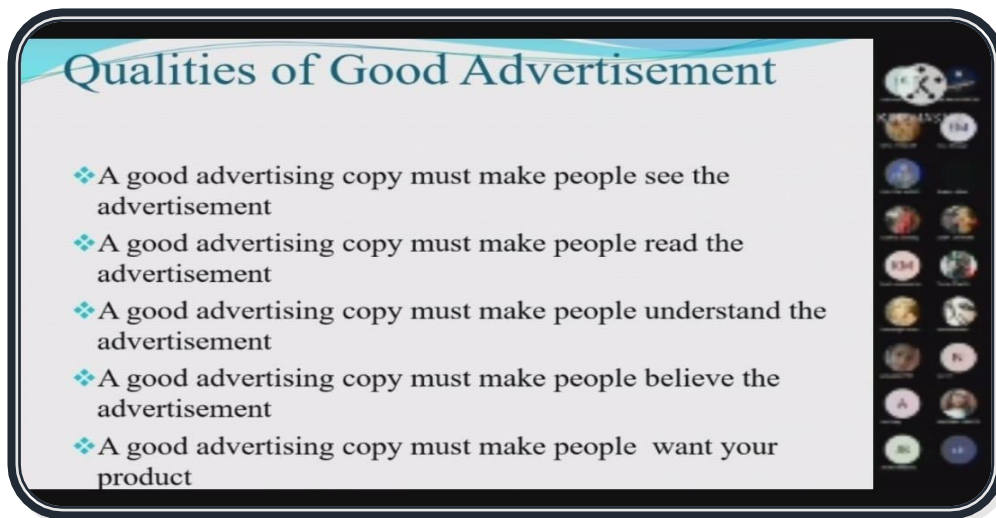 Qualities of Good Advertisement
❖A good advertising copy must make people see the
advertisement
❖A good advertising copy must make people read the
advertisement
❖A good advertising copy must make people understand the
advertisement
❖A good advertising copy must make people believe the
advertisement
❖A good advertising copy must make people want your
product
K
KM
N
A